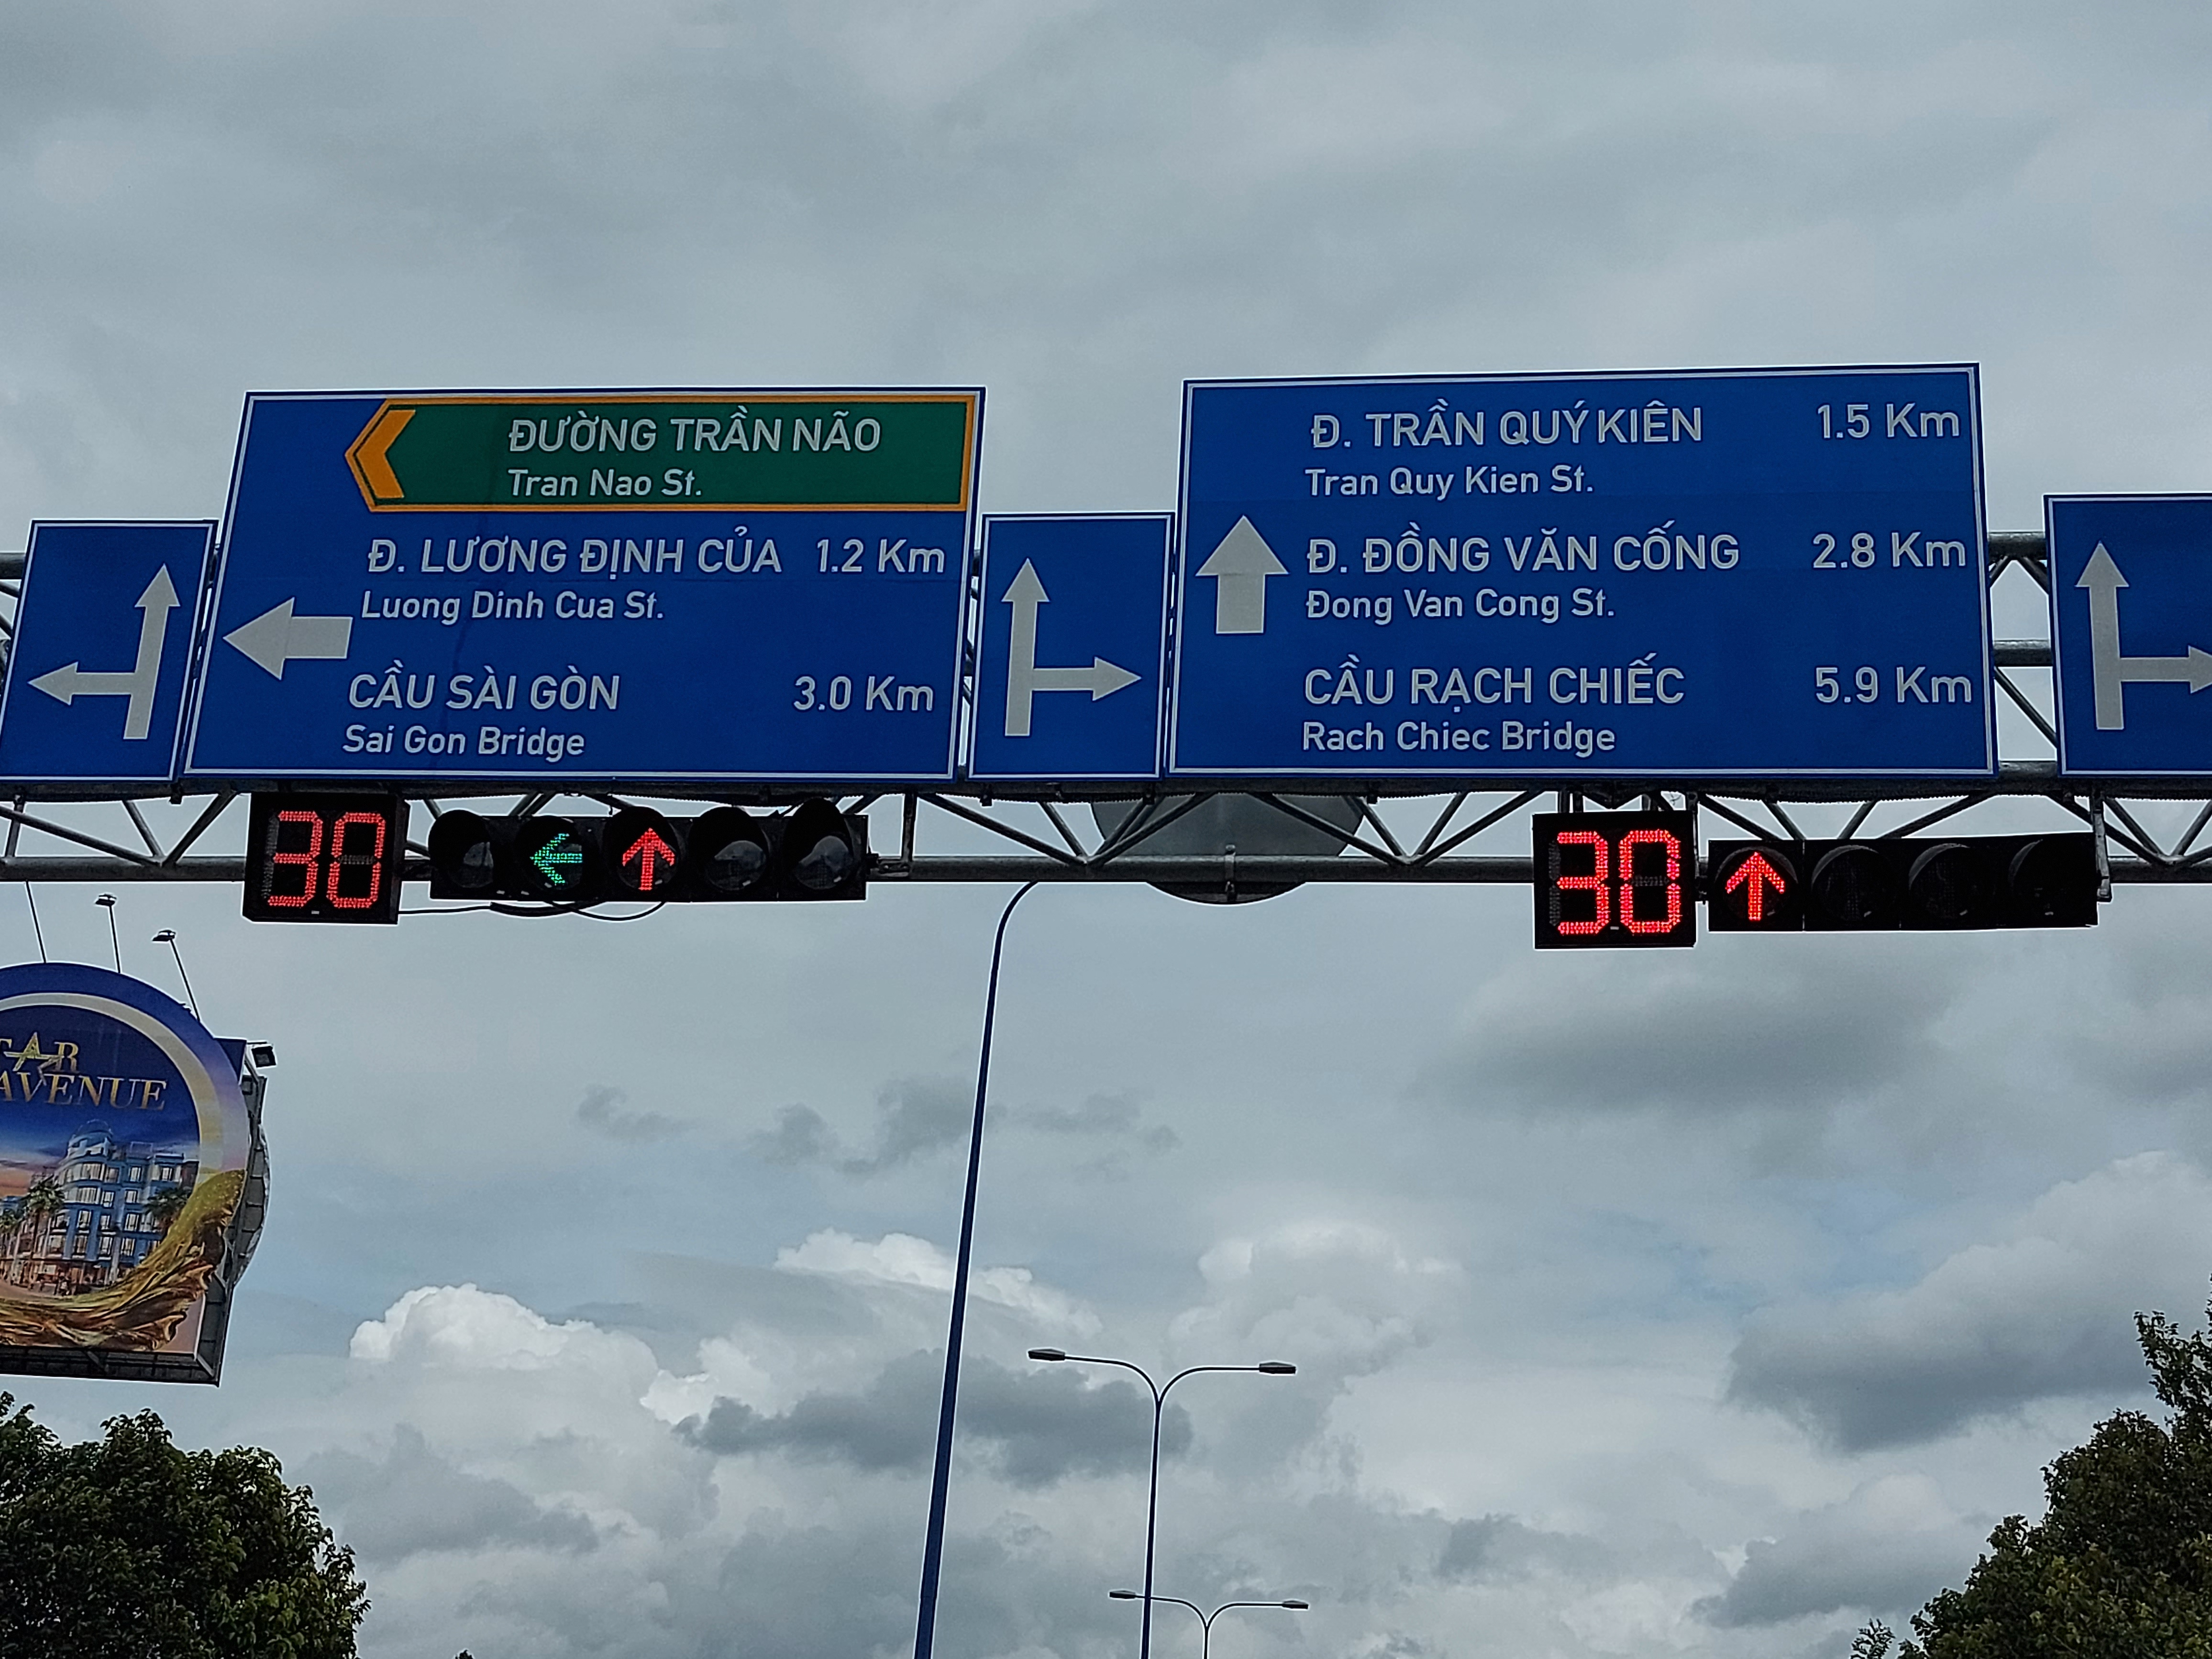 ĐƯỜNG TRẦN NÃO
Tran Nao St.
Đ. LƯƠNG ĐỊNH CỦA 1.2 Km
Luong Dinh Cua St.
CẦU SÀI GÒN 3.0 Km
Sai Gon Bridge
Đ. TRẦN QUÝ KIÊN 1.5 Km
Tran Quy Kien St.
Đ. ĐỒNG VĂN CỐNG 2.8 Km
Đong Van Cong St.
CẦU RẠCH CHIẾC 5.9 Km
Rach Chiec Bridge
30
30
AVENUE